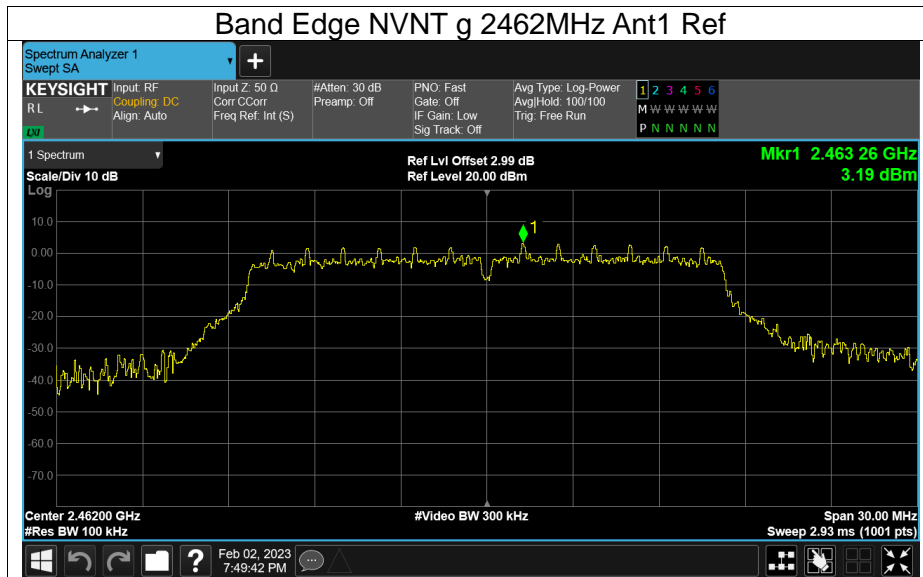 Band Edge NVNT g 2462MHz Ant1 Ref
Spectrum Analyzer 1
Swept SA
+
KEYSIGHT
RL
LXI
Input: RF
Coupling: DC
Align: Auto
Input Z: 50 Ω
Corr CCorr
Freq Ref: Int (S)
#Atten: 30 dB
Preamp: Off
PNO: Fast
Gate: Off
IF Gain: Low
Sig Track: Off
Avg Type: Log-Power
Avg|Hold: 100/100
Trig: Free Run
1 2 3 4 5 6
M W W W W W
P N N N N N
1 Spectrum
Scale/Div 10 dB
Ref Lvl Offset 2.99 dB
Ref Level 20.00 dBm
Mkr1 2.463 26 GHz
3.19 dBm
Log
1
10.0
0.00
-10.0
-20.0
-30.0
-40.0
-50.0
-60.0
-70.0
Center 2.46200 GHz
#Res BW 100 kHz
#Video BW 300 kHz
Span 30.00 MHz
Sweep 2.93 ms (1001 pts)
?
Feb 02, 2023
7:49:42 PM